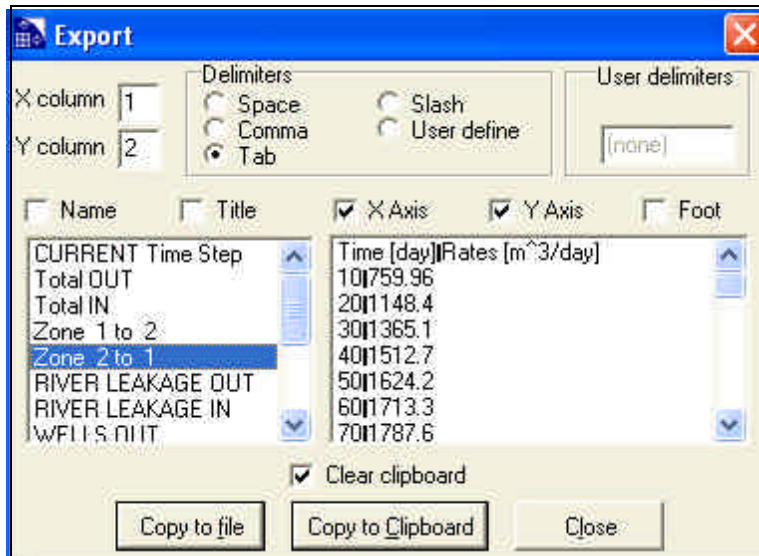 Export
Delimiters
User delimiters
X column 1
Space
Slash
Comma
User define
Y column 2
Tab
(none)
Name
Title
X Axis
Y Axis
Foot
CURRENT Time Step
Total OUT
Total IN
Zone 1 to 2
Zone 2 to 1
RIVER LEAKAGE OUT
RIVER LEAKAGE IN
WELLS OUT
Time [day]|Rates [m^3/day]
10|759.96
20|1148.4
30|1365.1
40|1512.7
50|1624.2
60|1713.3
70|1787.6
Clear clipboard
Copy to file
Copy to Clipboard
Close